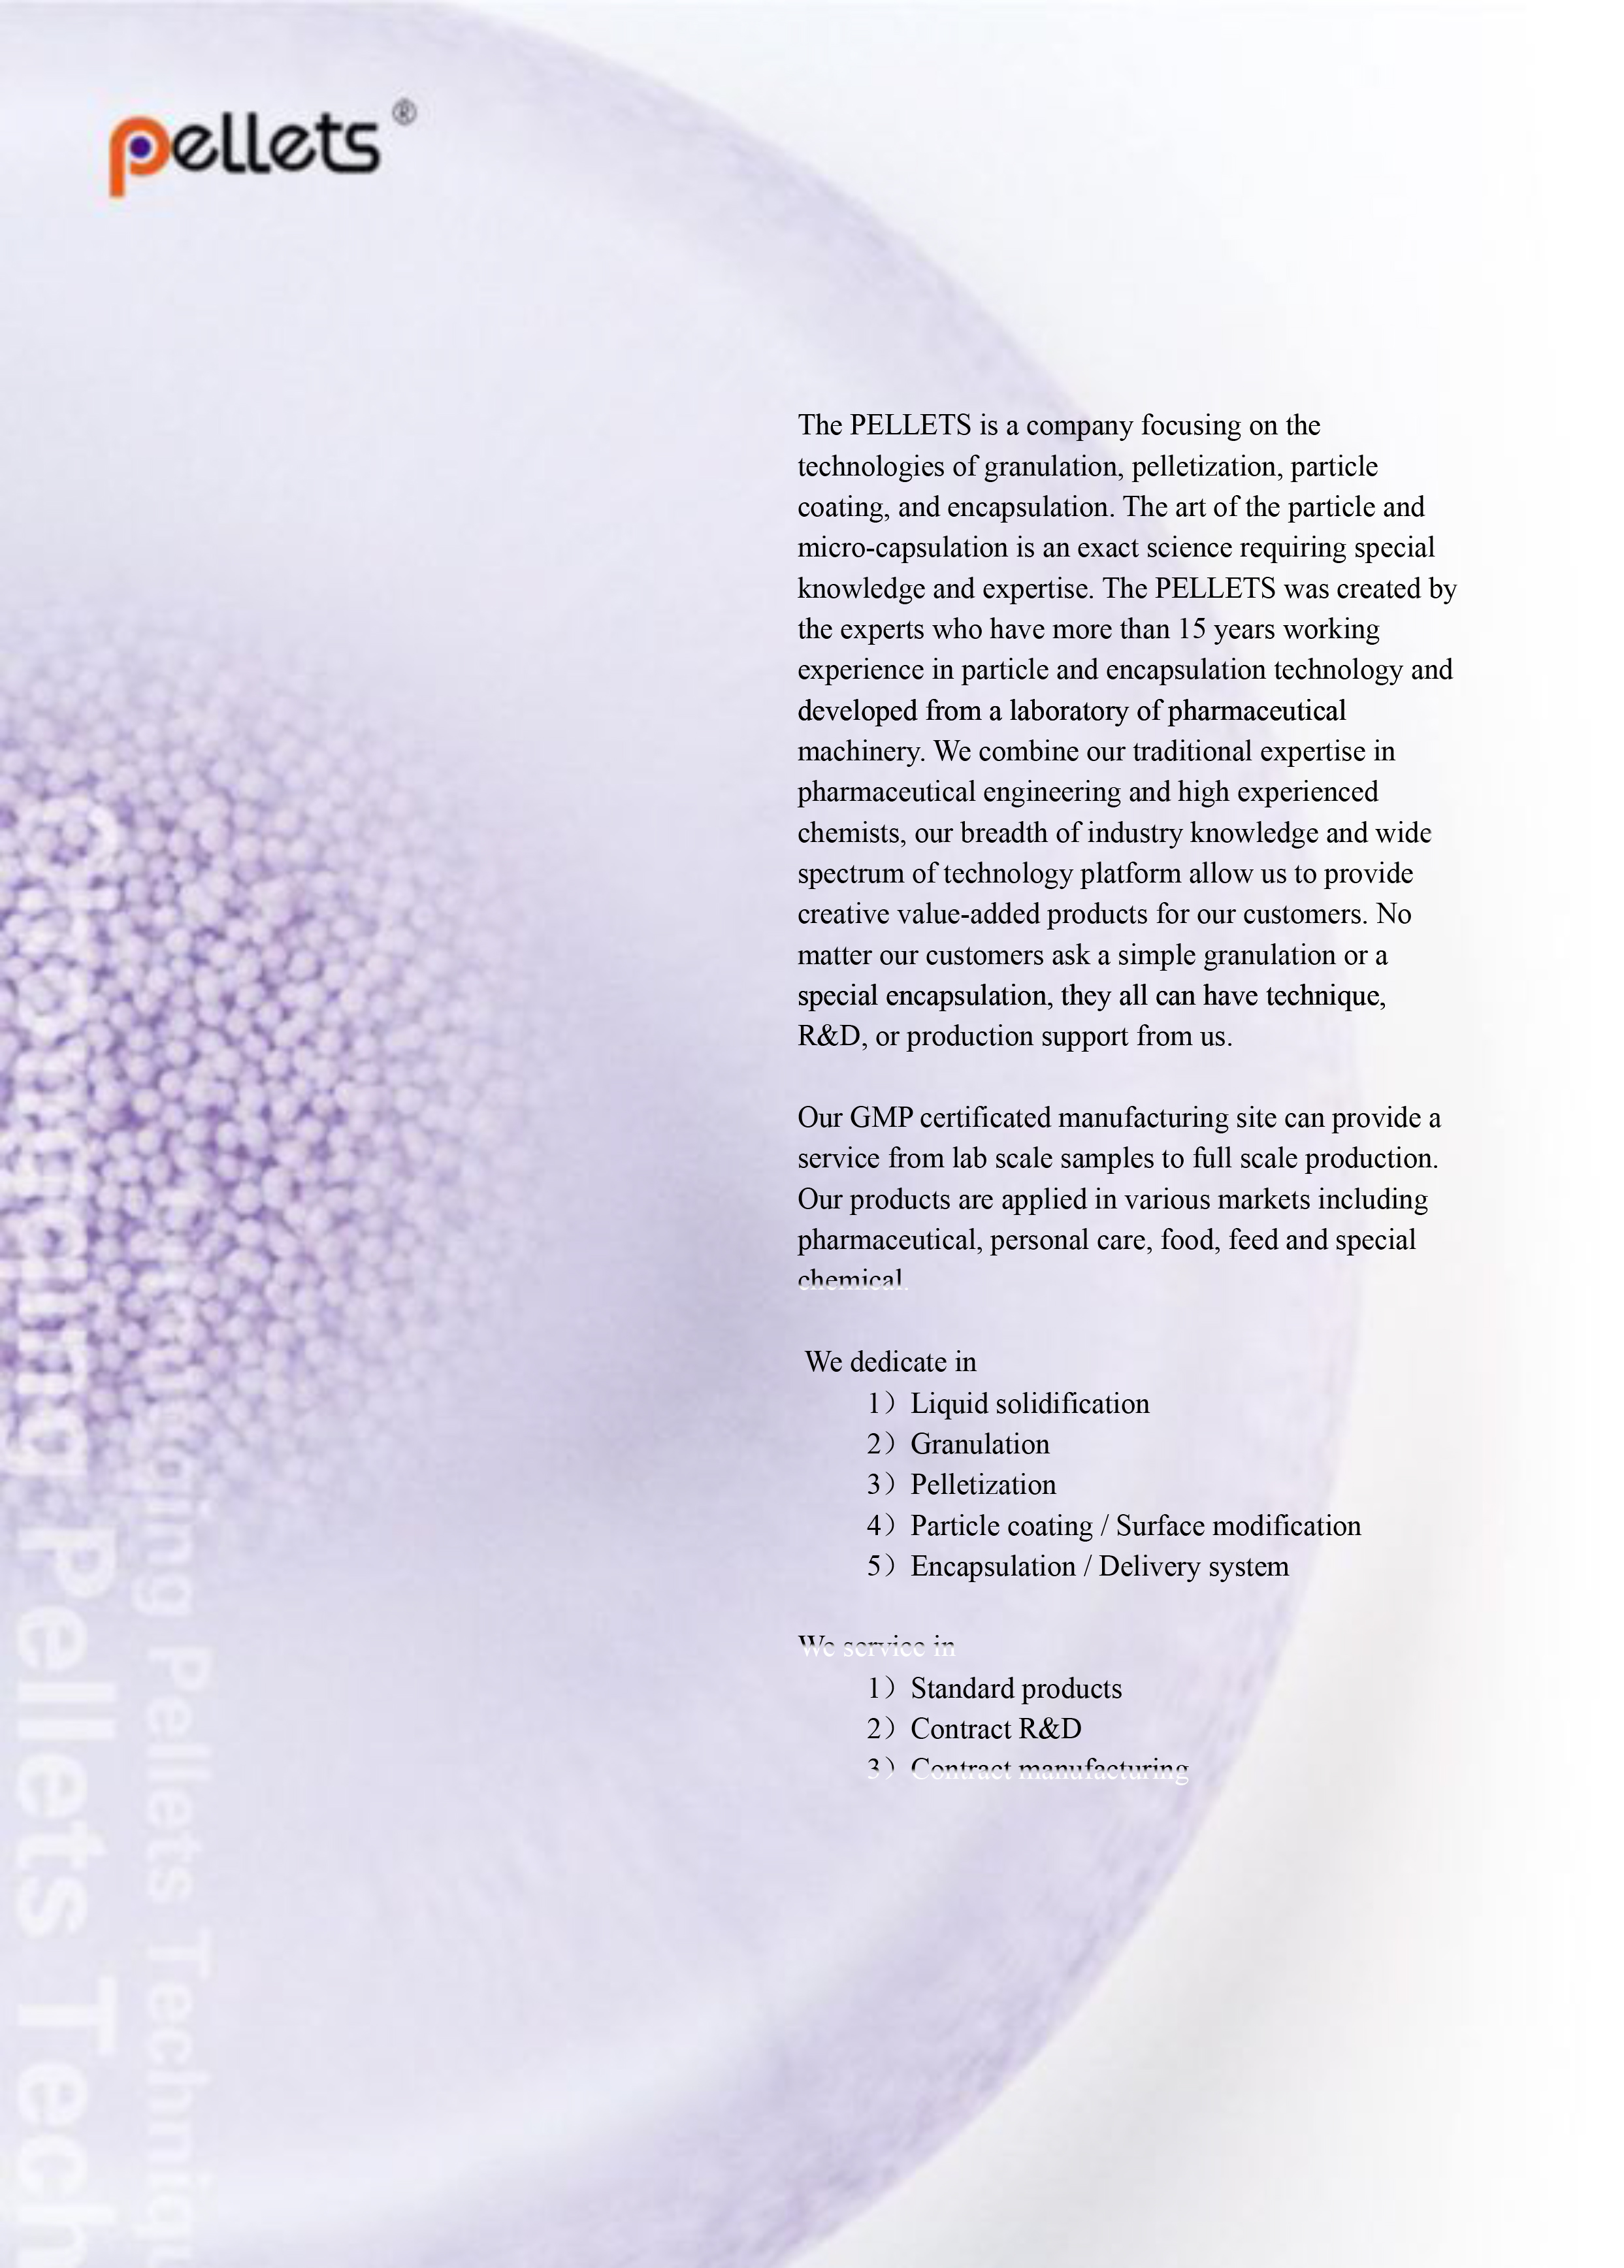 pellets®
The PELLETS is a company focusing on the
technologies of granulation, pelletization, particle
coating, and encapsulation. The art of the particle and
micro-capsulation is an exact science requiring special
knowledge and expertise. The PELLETS was created by
the experts who have more than 15 years working
experience in particle and encapsulation technology and
developed from a laboratory of pharmaceutical
machinery. We combine our traditional expertise in
pharmaceutical engineering and high experienced
chemists, our breadth of industry knowledge and wide
spectrum of technology platform allow us to provide
creative value-added products for our customers. No
matter our customers ask a simple granulation or a
special encapsulation, they all can have technique,
R&D, or production support from us.
Our GMP certificated manufacturing site can provide a
service from lab scale samples to full scale production.
Our products are applied in various markets including
pharmaceutical, personal care, food, feed and special
chemical.
We dedicate in
1）Liquid solidification
2）Granulation
3）Pelletization
4）Particle coating / Surface modification
5）Encapsulation / Delivery system
We service in
1）Standard products
2）Contract R&D
3）Contract manufacturing
Pellets Tech
Pellets Techniqu